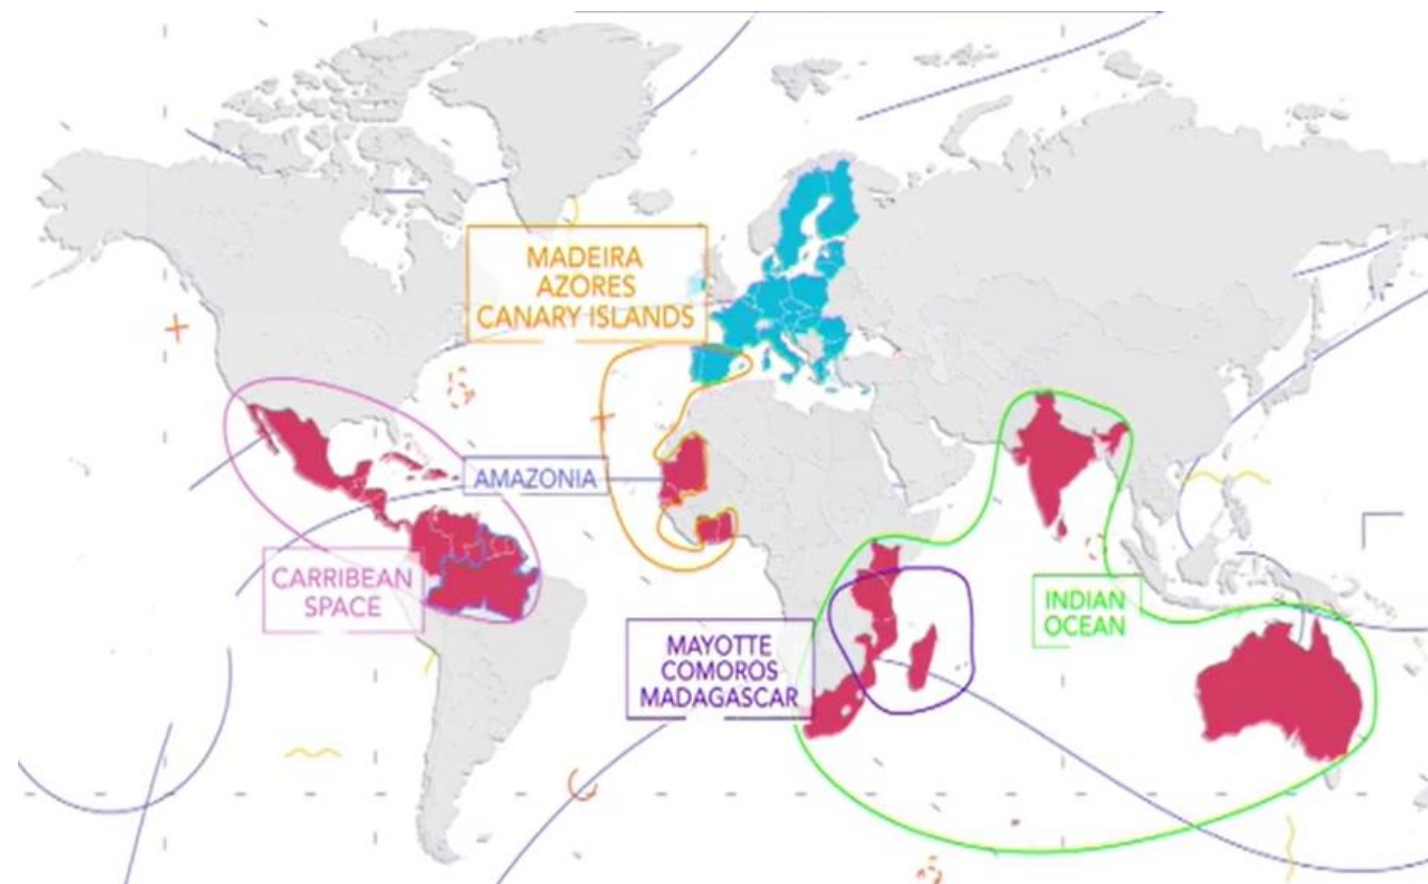 MADEIRA
AZORES
CANARY ISLANDS
AMAZONIA
CARRIBEAN
SPACE
MAYOTTE
COMOROS
MADAGASCAR
INDIAN
OCEAN